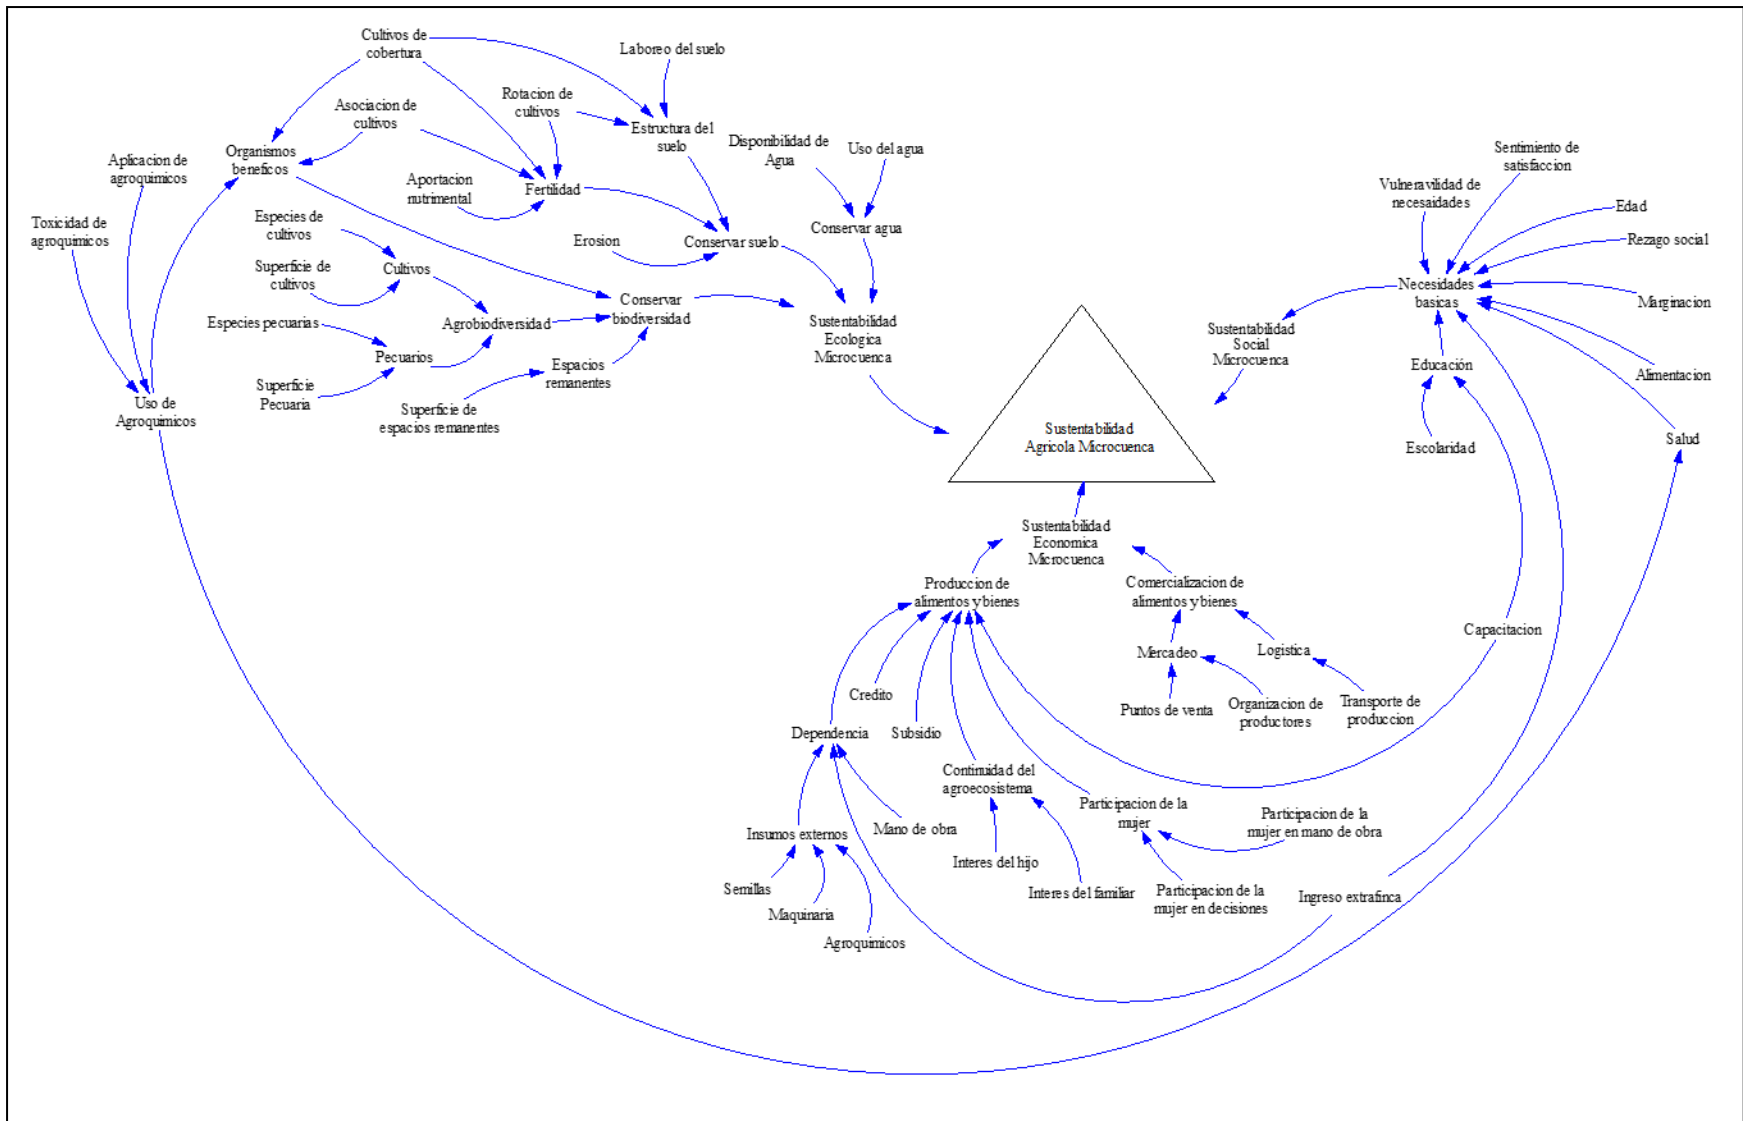 Cultivos de
cobertura
Laboreo del suelo
Asociacion de
cultivos
Rotacion de
cultivos
Estructura del
suelo
Disponibilidad de
Agua
Uso del agua
Sentimiento de
satisfaccion
Aplicacion de
agroquimicos
Organismos
beneficos
Aportacion
nutrimental
Fertilidad
Vulneravilidad de
necesaidades
Edad
Toxicidad de
agroquimicos
Especies de
cultivos
Erosion
Conservar suelo
Conservar agua
Rezago social
Superficie de
cultivos
Cultivos
Conservar
biodiversidad
Necesidades
basicas
Marginacion
Especies pecuarias
Agrobiodiversidad
Sustentabilidad
Ecologica
Microcuenca
Sustentabilidad
Social
Microcuenca
Pecuarios
Espacios
remanentes
Educación
Alimentacion
Superficie
Pecuaria
Uso de
Agroquimicos
Superficie de
espacios remanentes
Sustentabilidad
Agricola Microcuenca
Escolaridad
Salud
Sustentabilidad
Economica
Microcuenca
Produccion de
alimentos y bienes
Comercializacion de
alimentos y bienes
Capacitacion
Mercadeo
Logistica
Credito
Puntos de venta
Organizacion de
productores
Transporte de
produccion
Dependencia
Subsidio
Continuidad del
agroecosistema
Participacion de la
mujer
Participacion de la
mujer en mano de obra
Insumos externos
Mano de obra
Interes del hijo
Semillas
Interes del familiar
Participacion de la
mujer en decisiones
Ingreso extrafinca
Maquinaria
Agroquimicos